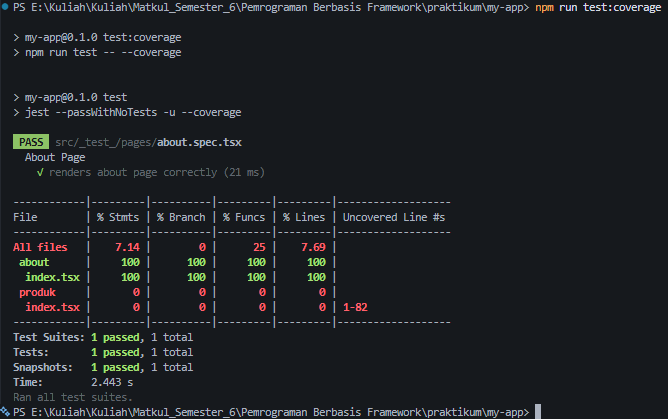 PS E:\Kuliah\Kuliah\Matkul_Semester_6\Pemrograman Berbasis Framework\praktikum\my-app> npm run test:coverage
> my-app@0.1.0 test:coverage
> npm run test -- --coverage
> my-app@0.1.0 test
> jest --passWithNoTests -u --coverage
PASS src/_test_/pages/about.spec.tsx
About Page
√ renders about page correctly (21 ms)
------------|---------|----------|---------|---------|-------------------
File        | % Stmts | % Branch | % Funcs | % Lines | Uncovered Line #s
------------|---------|----------|---------|---------|-------------------
All files   |    7.14 |        0 |      25 |    7.69 |
 about      |     100 |      100 |     100 |     100 |
  index.tsx |     100 |      100 |     100 |     100 |
 produk     |       0 |        0 |       0 |       0 |
  index.tsx |       0 |        0 |       0 |       0 | 1-82
------------|---------|----------|---------|---------|-------------------
Test Suites: 1 passed, 1 total
Tests:       1 passed, 1 total
Snapshots:   1 passed, 1 total
Time:        2.443 s
Ran all test suites.
PS E:\Kuliah\Kuliah\Matkul_Semester_6\Pemrograman Berbasis Framework\praktikum\my-app>